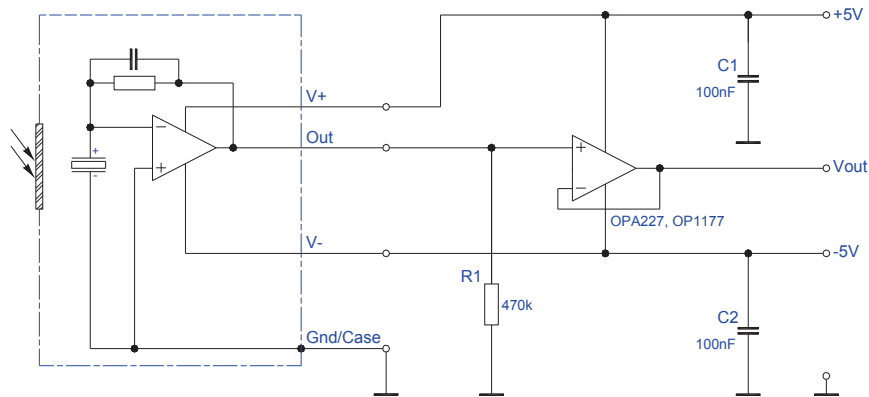 +5V
C1
100nF
V+
+
-
−
+
Out
+
−
Vout
OPA227, OP1177
V-
-5V
R1
470k
C2
100nF
Gnd/Case